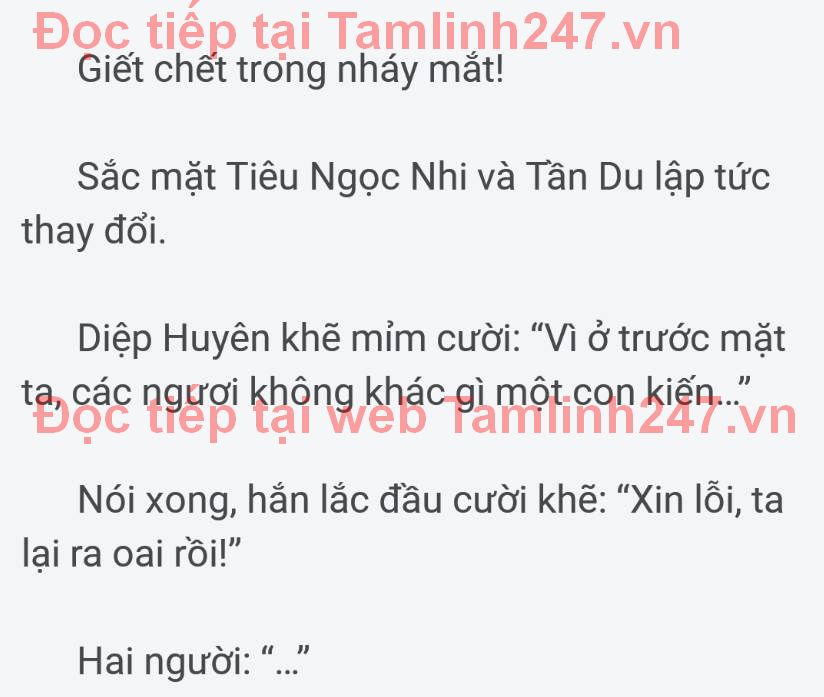 Đọc tiếp tại Tamlinh247.vn
Giết chết trong nháy mắt!
Sắc mặt Tiêu Ngọc Nhi và Tần Du lập tức
thay đổi.
Diệp Huyên khẽ mỉm cười: “Vì ở trước mặt
ta, các ngươi không khác gì một con kiến...”
Đọc tiếp tại web Tamlinh247.vn
Nói xong, hắn lắc đầu cười khẽ: “Xin lỗi, ta
lại ra oai rồi!”
Hai người: “...”